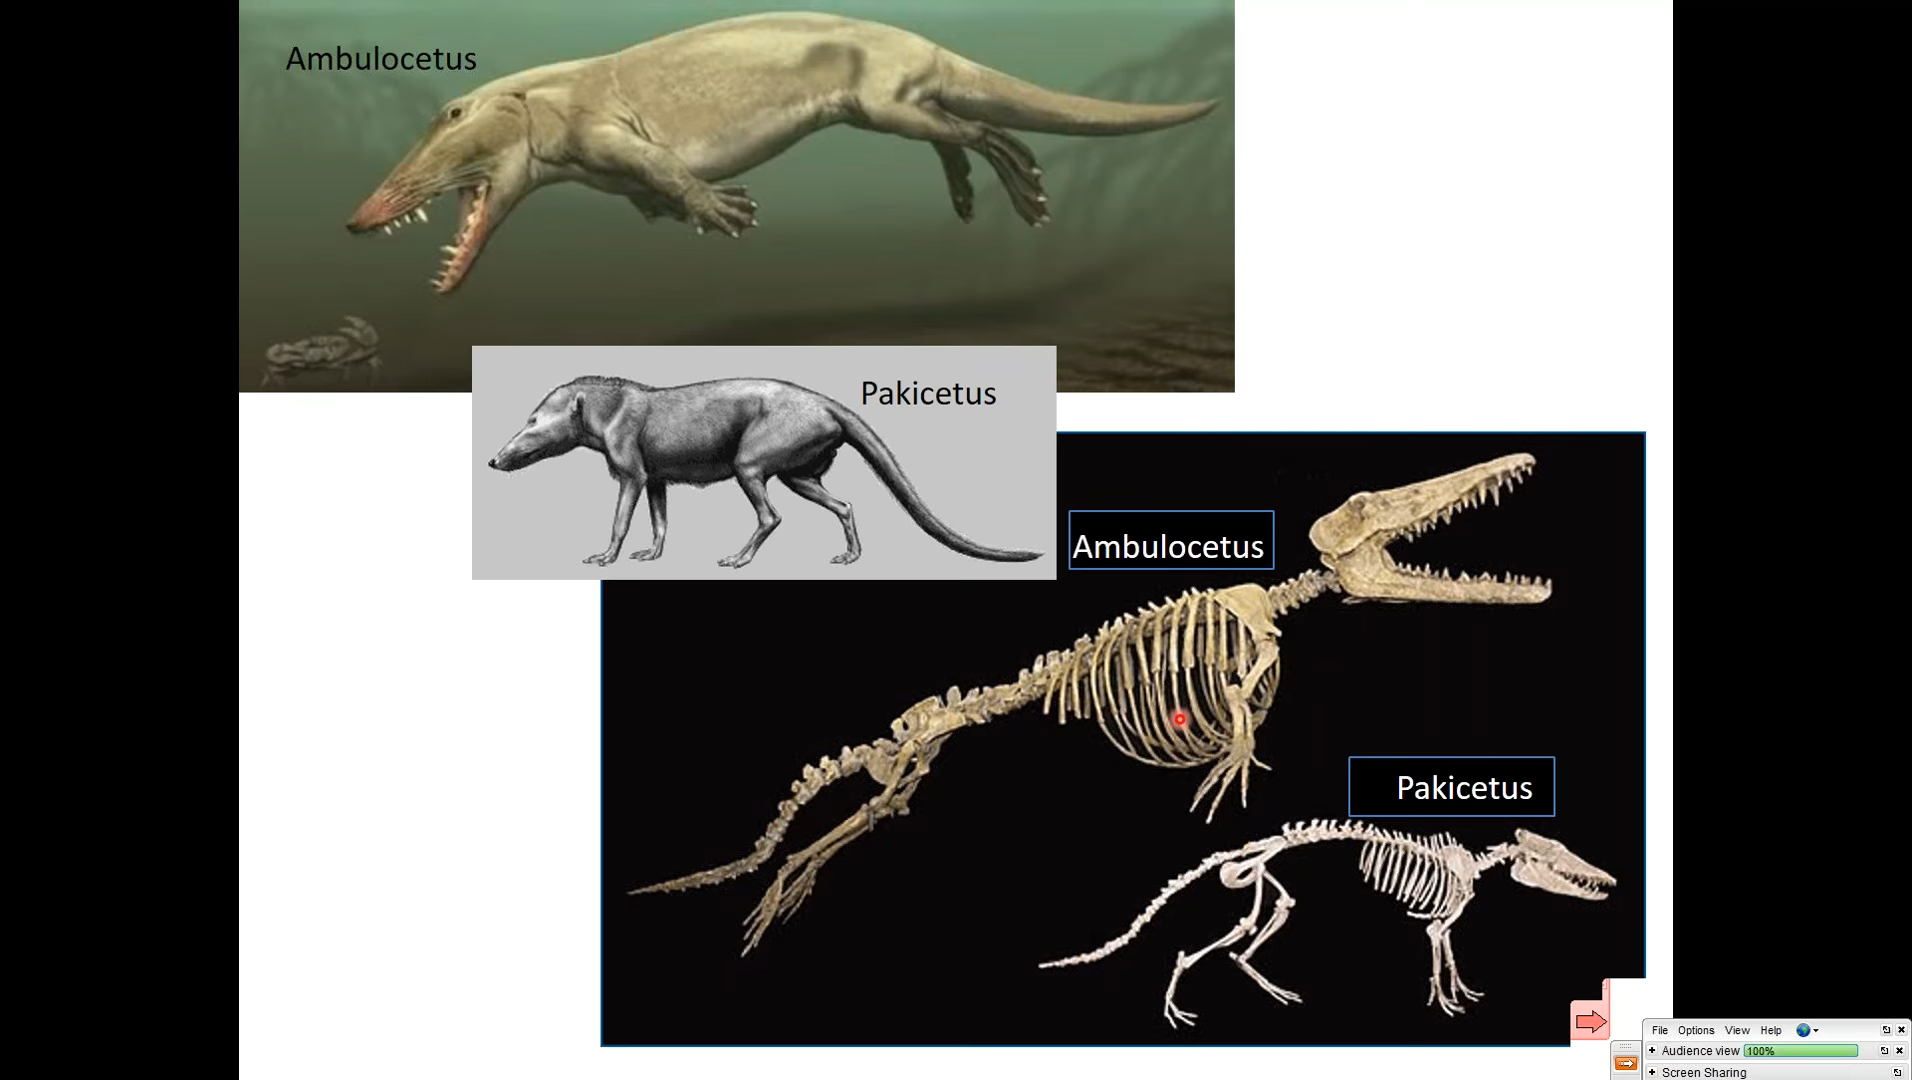 Ambulocetus
Pakicetus
Ambulocetus
Pakicetus
File Options View Help
Audience view 100%
Screen Sharing